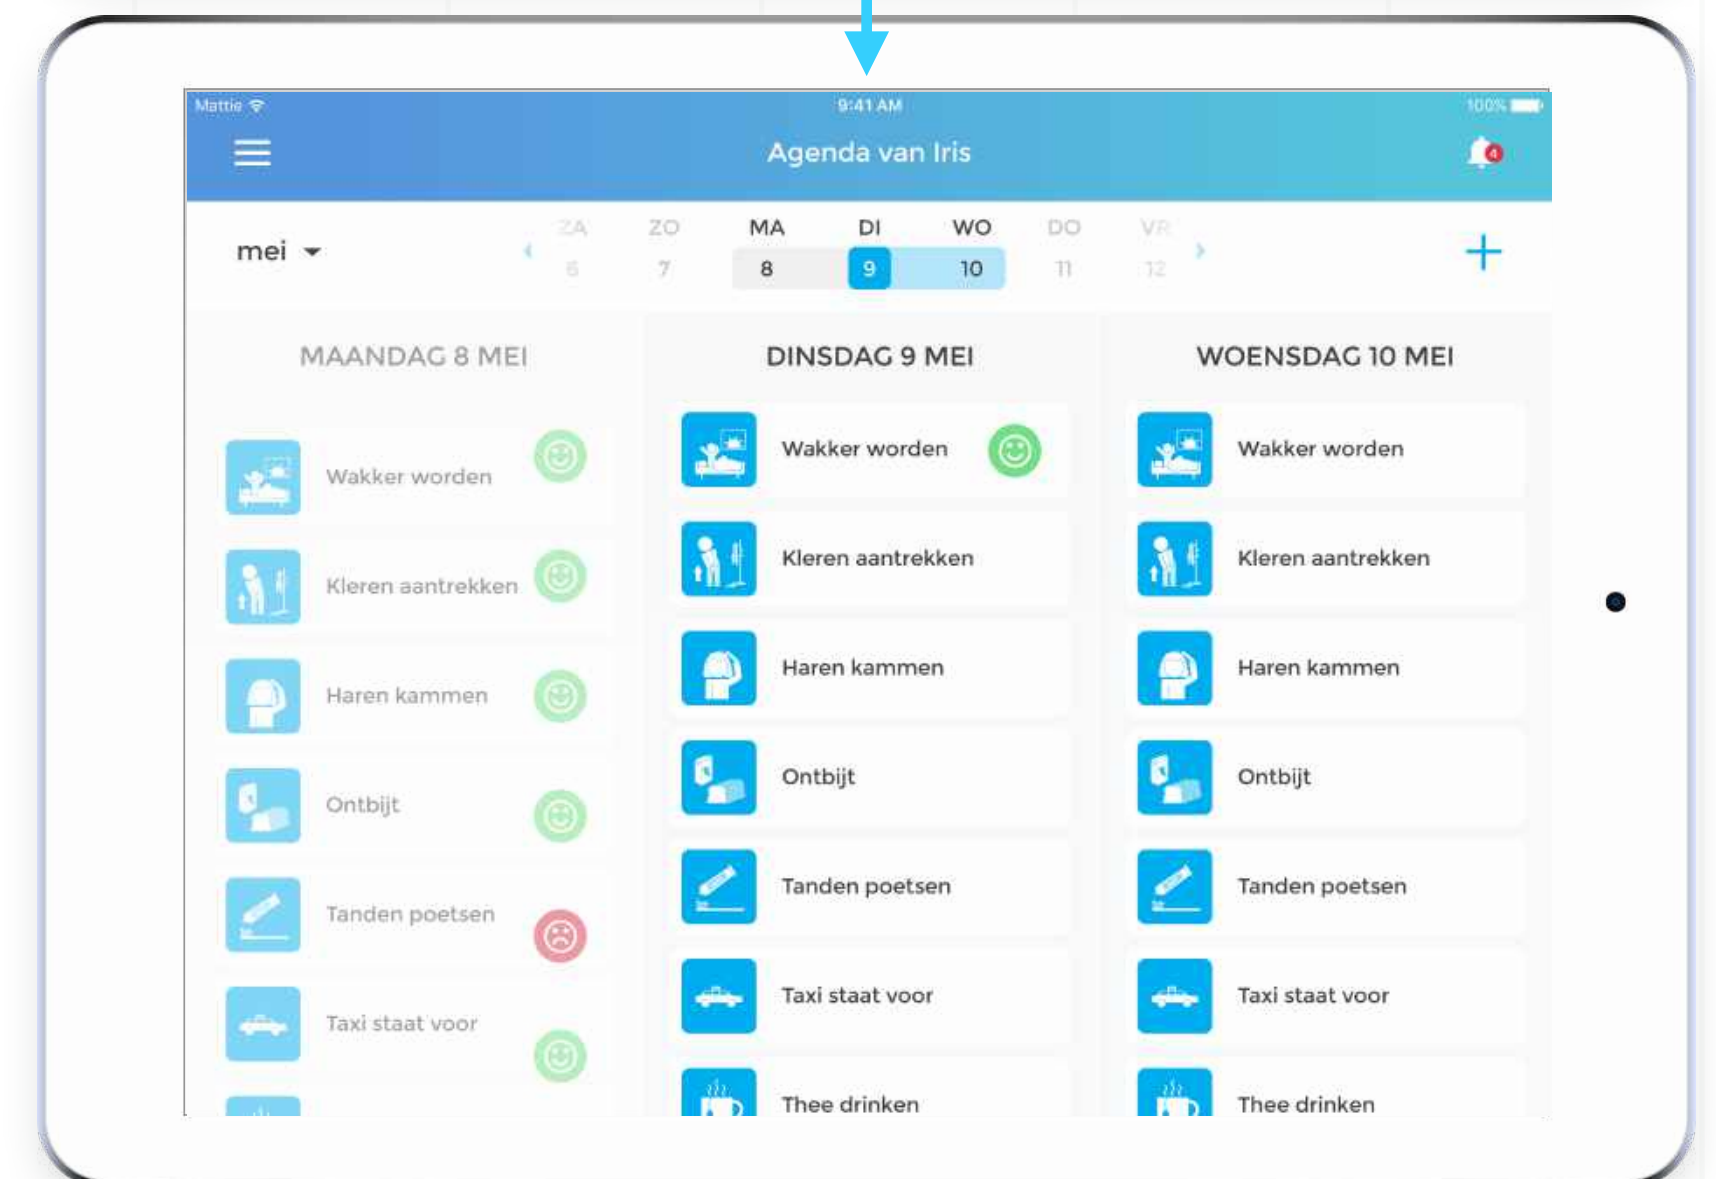 Mattie
9:41 AM
100%
Agenda van Iris
4
mei
ZA ZO MA DI WO DO VR
6 7 8 9 10 11 12
MAANDAG 8 MEI
Wakker worden
Kleren aantrekken
Haren kammen
Ontbijt
Tanden poetsen
Taxi staat voor
DINSDAG 9 MEI
Wakker worden
Kleren aantrekken
Haren kammen
Ontbijt
Tanden poetsen
Taxi staat voor
Thee drinken
WOENSDAG 10 MEI
Wakker worden
Kleren aantrekken
Haren kammen
Ontbijt
Tanden poetsen
Taxi staat voor
Thee drinken